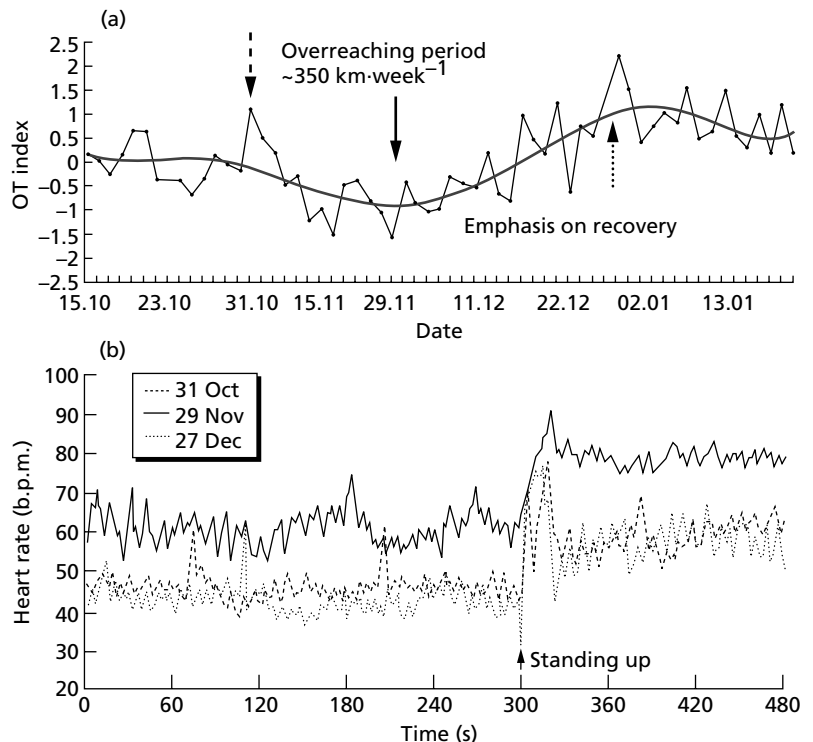 (a)
2.5
2
1.5
1
0.5
0
−0.5
−1
−1.5
−2
−2.5
OT index
Overreaching period
~350 km·week⁻¹
Emphasis on recovery
15.10 23.10 31.10 15.11 29.11 11.12 22.12 02.01 13.01
Date
(b)
100
90
80
70
60
50
40
30
20
Heart rate (b.p.m.)
31 Oct
29 Nov
27 Dec
Standing up
0 60 120 180 240 300 360 420 480
Time (s)